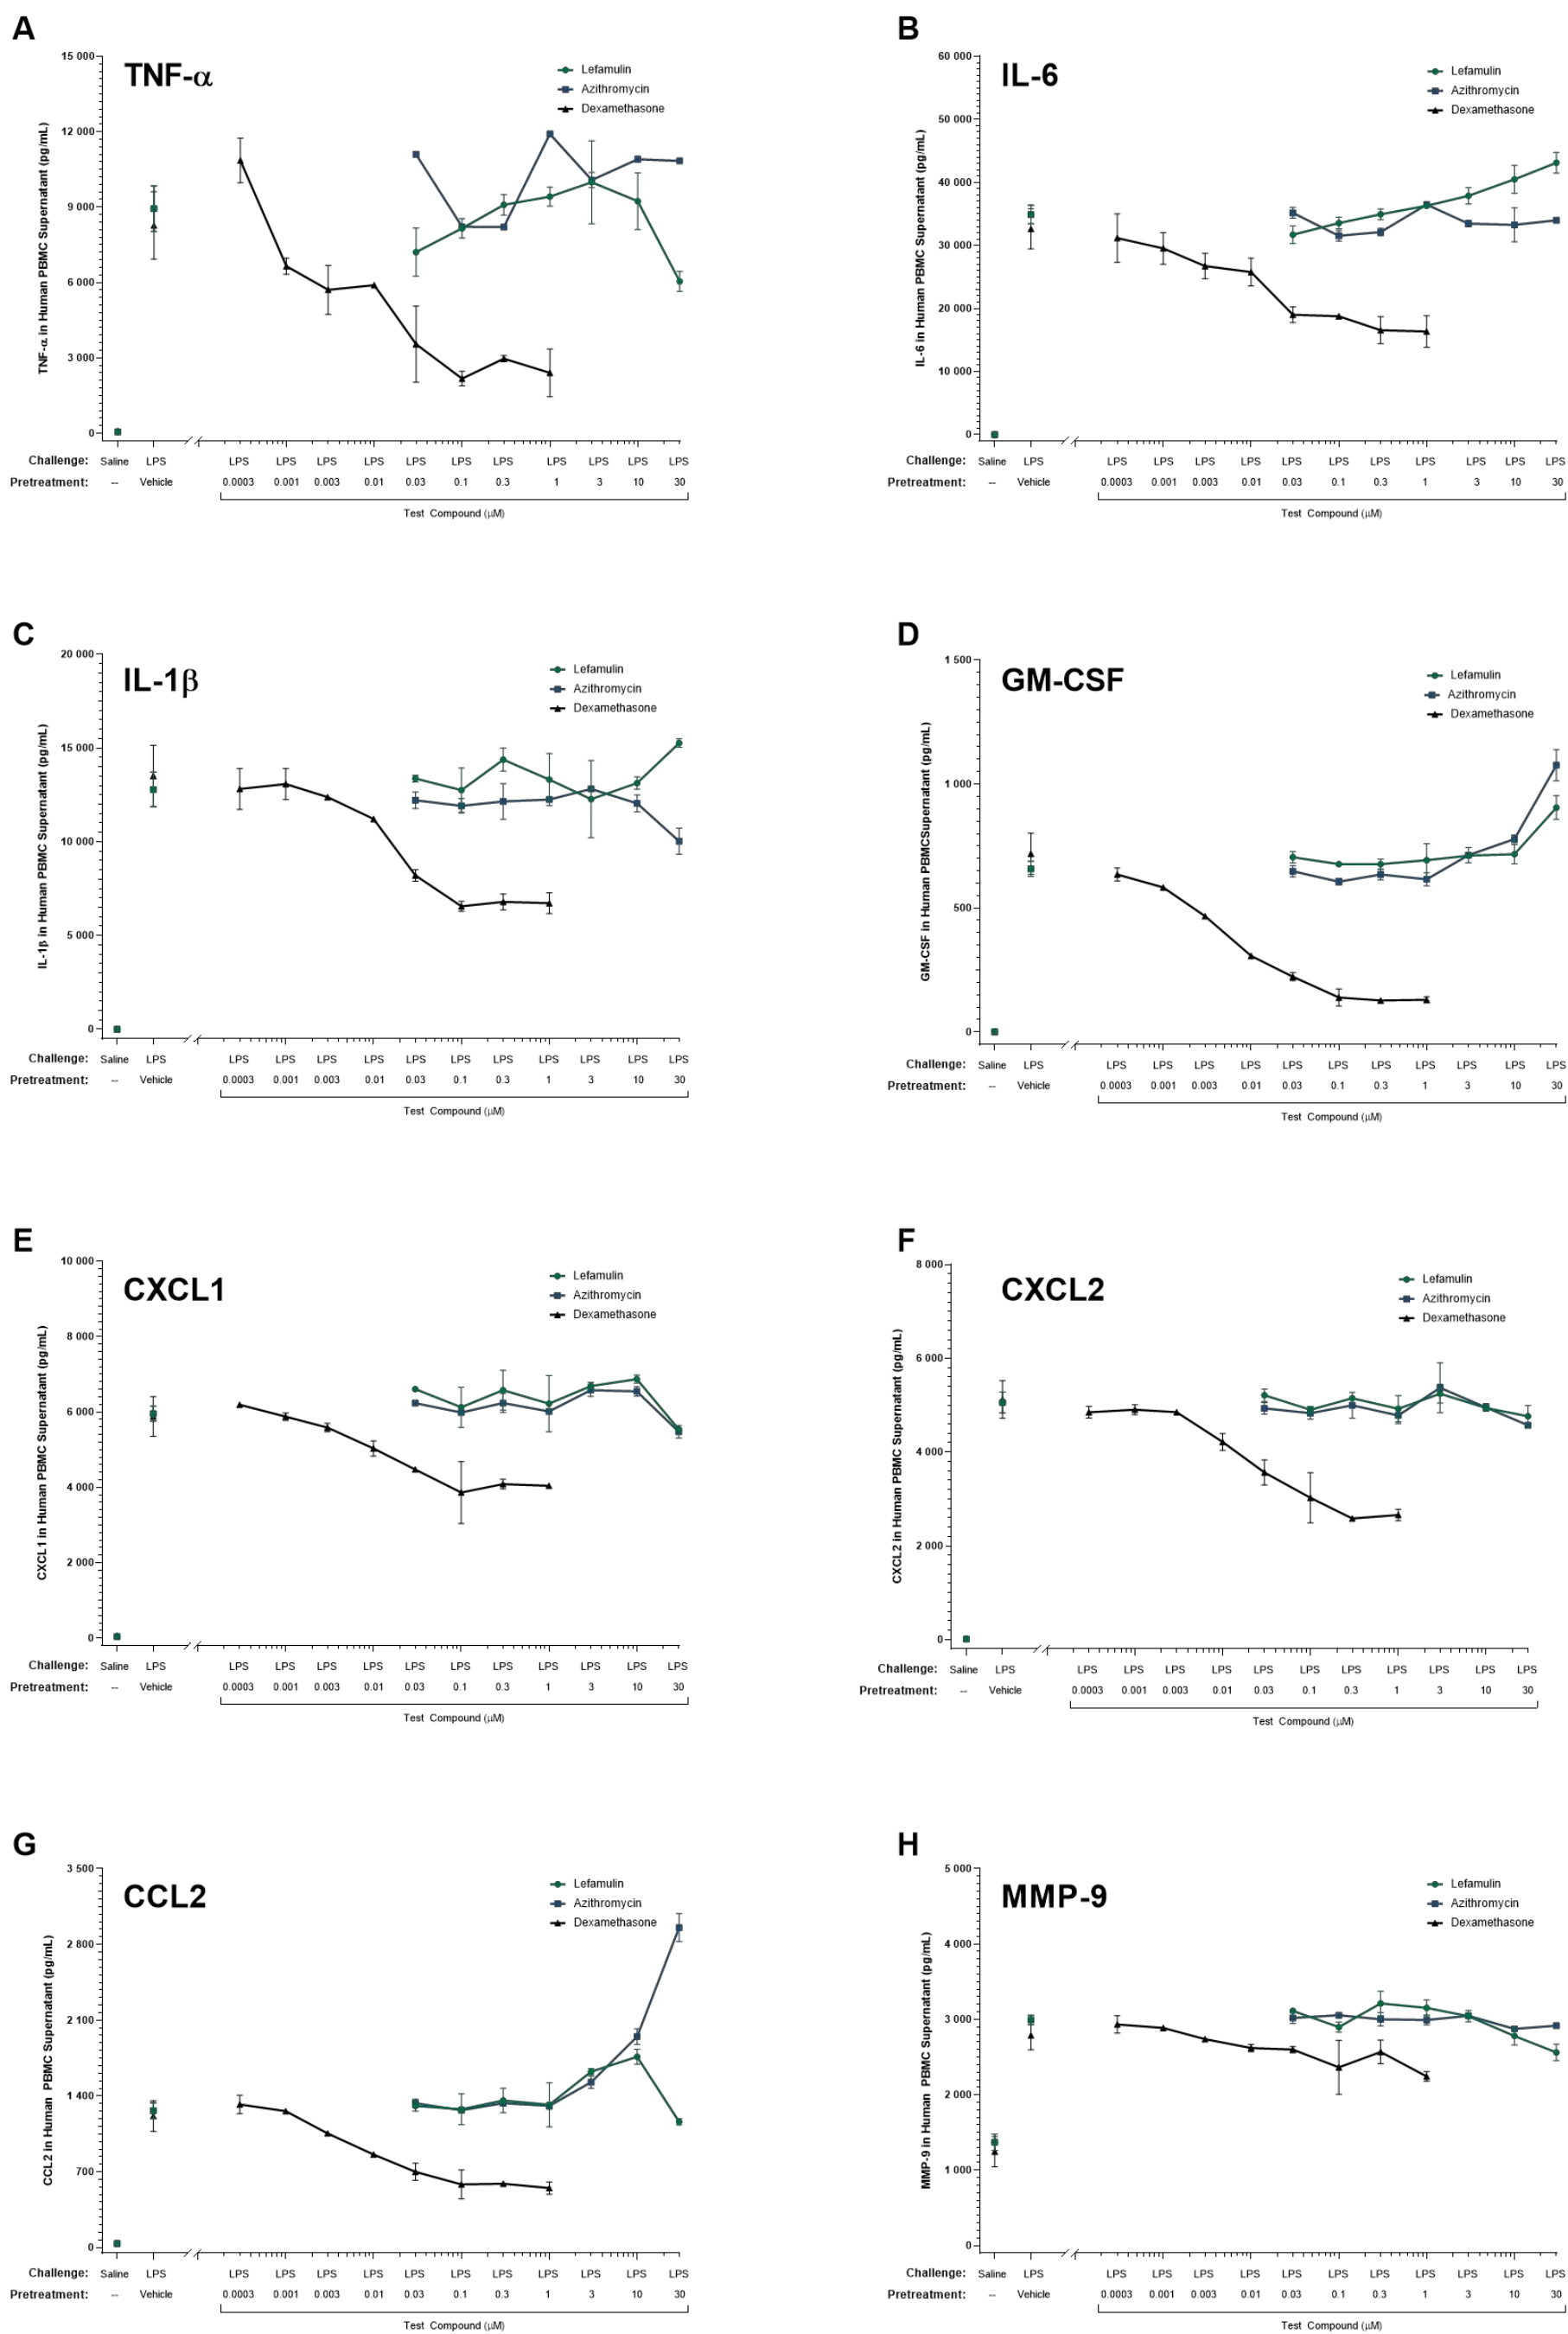 A
TNF-α
Lefamulin
Azithromycin
Dexamethasone
TNF-α in Human PBMC Supernatant (pg/mL)
15 000
12 000
9 000
6 000
3 000
0
Challenge: Saline LPS LPS LPS LPS LPS LPS LPS LPS LPS LPS LPS LPS
Pretreatment: -- Vehicle 0.0003 0.001 0.003 0.01 0.03 0.1 0.3 1 3 10 30
Test Compound (μM)
B
IL-6
Lefamulin
Azithromycin
Dexamethasone
IL-6 in Human PBMC Supernatant (pg/mL)
60 000
50 000
40 000
30 000
20 000
10 000
0
Challenge: Saline LPS LPS LPS LPS LPS LPS LPS LPS LPS LPS LPS LPS
Pretreatment: -- Vehicle 0.0003 0.001 0.003 0.01 0.03 0.1 0.3 1 3 10 30
Test Compound (μM)
C
IL-1β
Lefamulin
Azithromycin
Dexamethasone
IL-1β in Human PBMC Supernatant (pg/mL)
20 000
15 000
10 000
5 000
0
Challenge: Saline LPS LPS LPS LPS LPS LPS LPS LPS LPS LPS LPS LPS
Pretreatment: -- Vehicle 0.0003 0.001 0.003 0.01 0.03 0.1 0.3 1 3 10 30
Test Compound (μM)
D
GM-CSF
Lefamulin
Azithromycin
Dexamethasone
GM-CSF in Human PBMCSupernatant (pg/mL)
1 500
1 000
500
0
Challenge: Saline LPS LPS LPS LPS LPS LPS LPS LPS LPS LPS LPS LPS
Pretreatment: -- Vehicle 0.0003 0.001 0.003 0.01 0.03 0.1 0.3 1 3 10 30
Test Compound (μM)
E
CXCL1
Lefamulin
Azithromycin
Dexamethasone
CXCL1 in Human PBMC Supernatant (pg/mL)
10 000
8 000
6 000
4 000
2 000
0
Challenge: Saline LPS LPS LPS LPS LPS LPS LPS LPS LPS LPS LPS LPS
Pretreatment: -- Vehicle 0.0003 0.001 0.003 0.01 0.03 0.1 0.3 1 3 10 30
Test Compound (μM)
F
CXCL2
Lefamulin
Azithromycin
Dexamethasone
CXCL2 in Human PBMC Supernatant (pg/mL)
8 000
6 000
4 000
2 000
0
Challenge: Saline LPS LPS LPS LPS LPS LPS LPS LPS LPS LPS LPS LPS
Pretreatment: -- Vehicle 0.0003 0.001 0.003 0.01 0.03 0.1 0.3 1 3 10 30
Test Compound (μM)
G
CCL2
Lefamulin
Azithromycin
Dexamethasone
CCL2 in Human PBMC Supernatant (pg/mL)
3 500
2 800
2 100
1 400
700
0
Challenge: Saline LPS LPS LPS LPS LPS LPS LPS LPS LPS LPS LPS LPS
Pretreatment: -- Vehicle 0.0003 0.001 0.003 0.01 0.03 0.1 0.3 1 3 10 30
Test Compound (μM)
H
MMP-9
Lefamulin
Azithromycin
Dexamethasone
MMP-9 in Human PBMC Supernatant (pg/mL)
5 000
4 000
3 000
2 000
1 000
0
Challenge: Saline LPS LPS LPS LPS LPS LPS LPS LPS LPS LPS LPS LPS
Pretreatment: -- Vehicle 0.0003 0.001 0.003 0.01 0.03 0.1 0.3 1 3 10 30
Test Compound (μM)